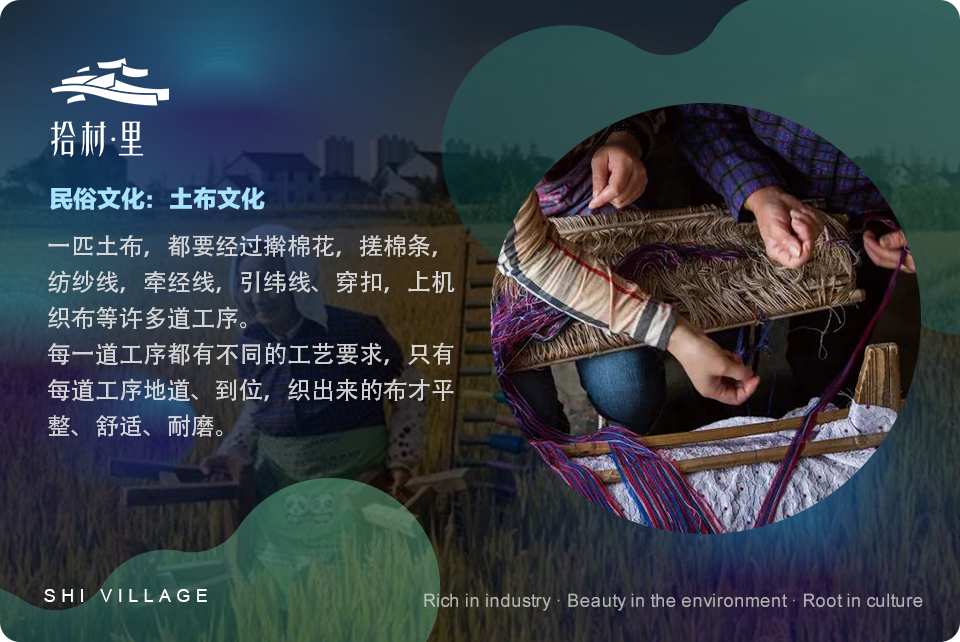 拾村·里
民俗文化：土布文化
一匹土布，都要经过擀棉花，搓棉条，
纺纱线，牵经线，引纬线、穿扣，上机
织布等许多道工序。
每一道工序都有不同的工艺要求，只有
每道工序地道、到位，织出来的布才平
整、舒适、耐磨。
SHI VILLAGE
Rich in industry · Beauty in the environment · Root in culture